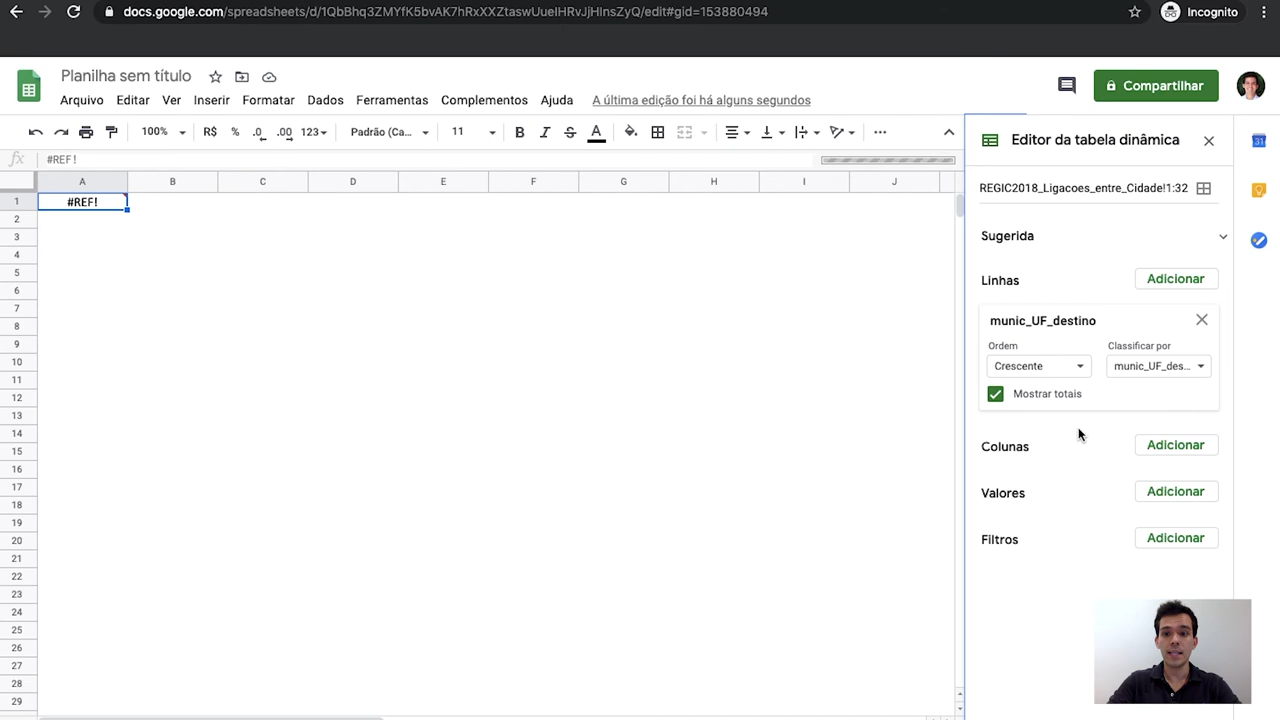 docs.google.com/spreadsheets/d/1QbBhq3ZMYfK5bvAK7hRxXXZtaswUuelHRvJjHInsZyQ/edit#gid=153880494
Incognito
Planilha sem título
Arquivo Editar Ver Inserir Formatar Dados Ferramentas Complementos Ajuda A última edição foi há alguns segundos
Compartilhar
100% R$ % .0 .00 123 Padrão (Ca... 11 B I S A
fx #REF!
A B C D E F G H I J
1 #REF!
2
3
4
5
6
7
8
9
10
11
12
13
14
15
16
17
18
19
20
21
22
23
24
25
26
27
28
29
Editor da tabela dinâmica
REGIC2018_Ligacoes_entre_Cidade!1:32
Sugerida
Linhas Adicionar
munic_UF_destino
Ordem Classificar por
Crescente munic_UF_des...
Mostrar totais
Colunas Adicionar
Valores Adicionar
Filtros Adicionar
31